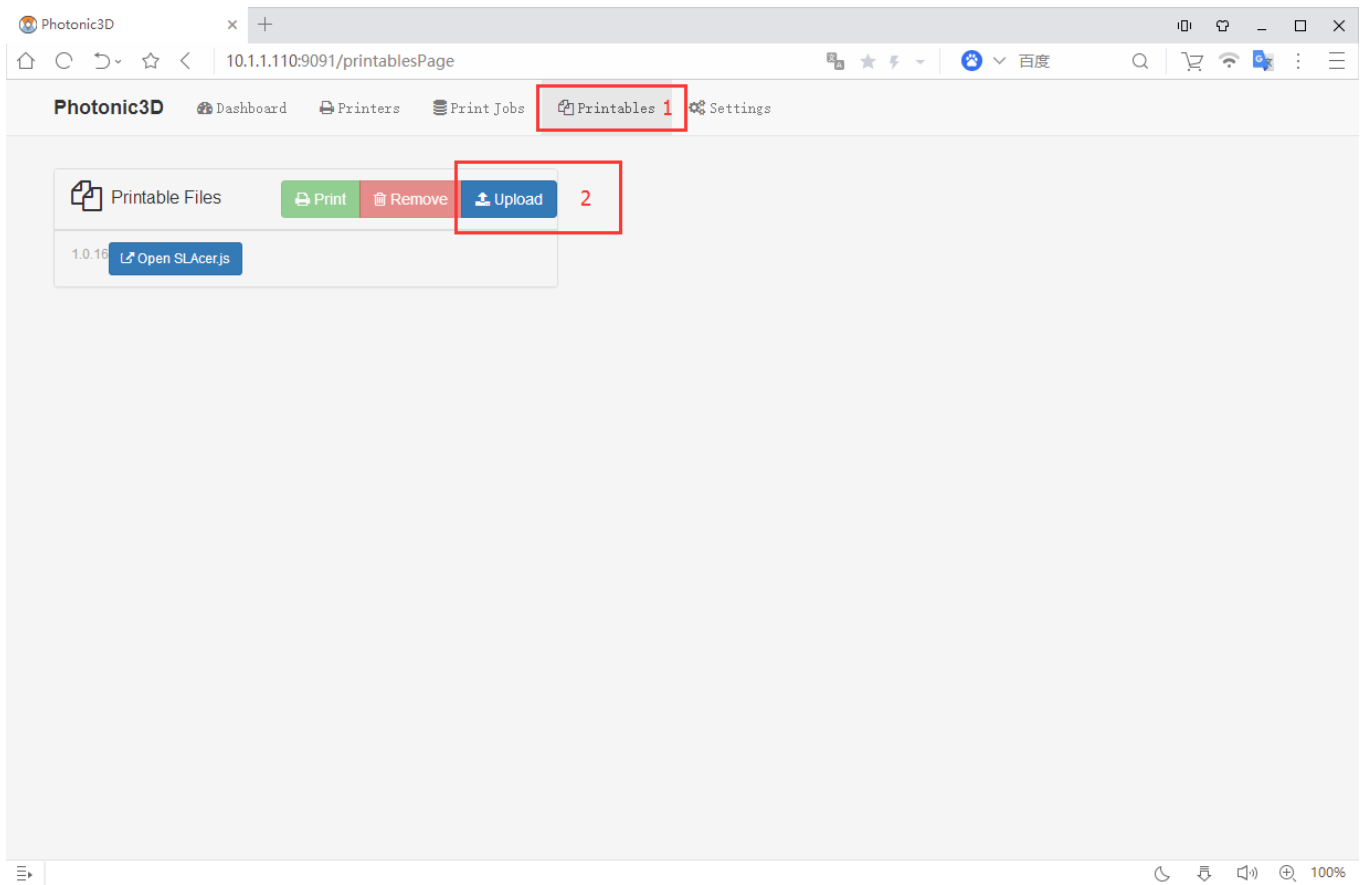 Photonic3D
10.1.1.110:9091/printablesPage
百度
Photonic3D Dashboard Printers Print Jobs Printables 1 Settings
Printable Files Print Remove Upload 2
1.0.16 Open SLAcer.js
100%